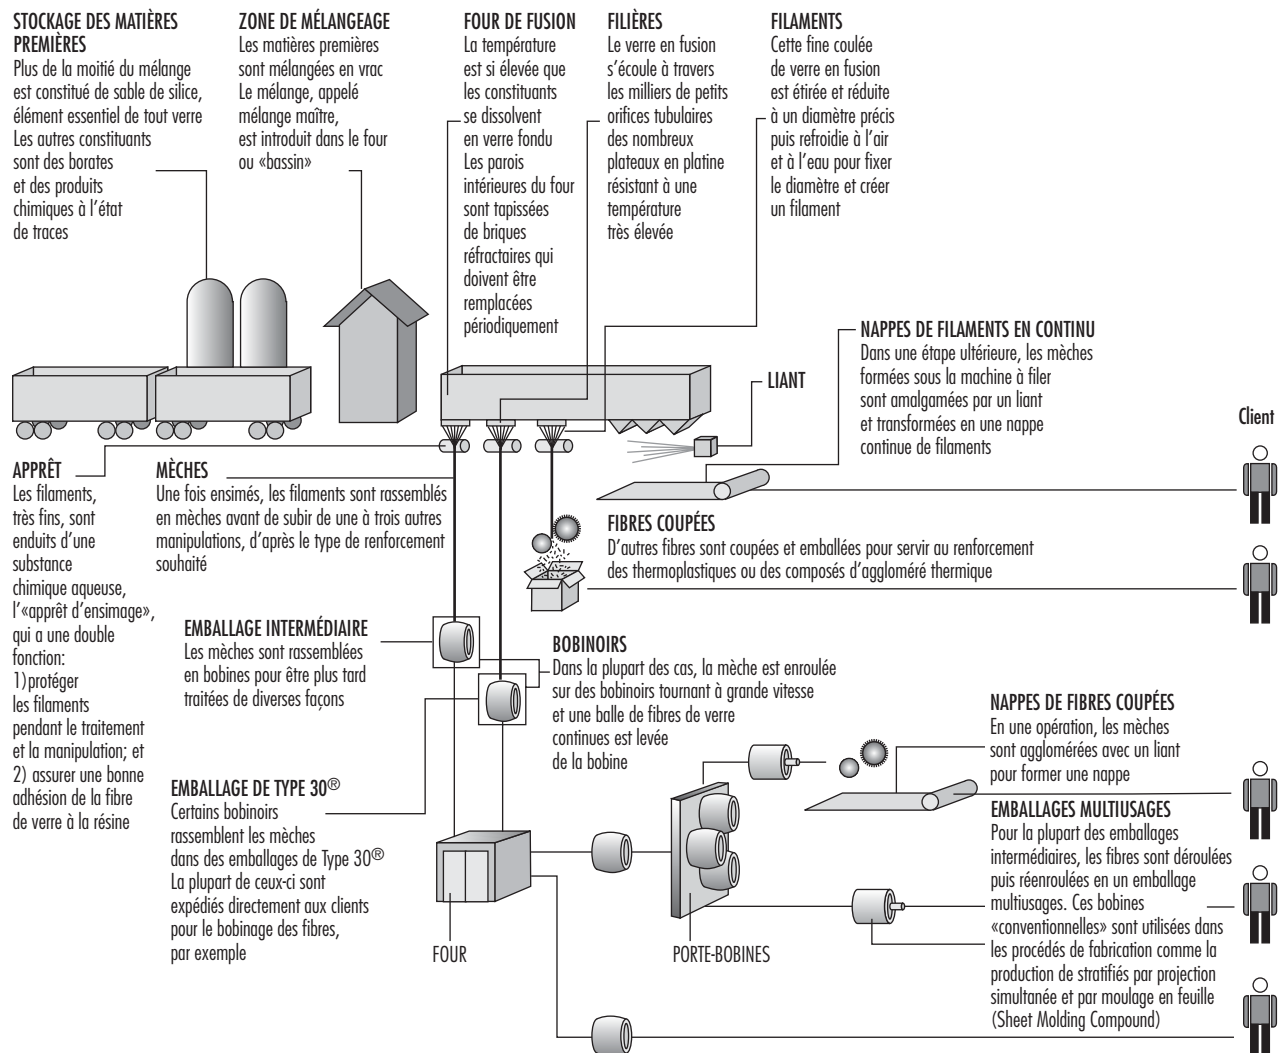 STOCKAGE DES MATIÈRES
PREMIÈRES
Plus de la moitié du mélange
est constitué de sable de silice,
élément essentiel de tout verre
Les autres constituants
sont des borates
et des produits
chimiques à l'état
de traces
ZONE DE MÉLANGEAGE
Les matières premières
sont mélangées en vrac
Le mélange, appelé
mélange maître,
est introduit dans le four
ou «bassin»
FOUR DE FUSION
La température
est si élevée que
les constituants
se dissolvent
en verre fondu
Les parois
intérieures du four
sont tapissées
de briques
réfractaires qui
doivent être
remplacées
périodiquement
FILIÈRES
Le verre en fusion
s'écoule à travers
les milliers de petits
orifices tubulaires
des nombreux
plateaux en platine
résistant à une
température
très élevée
FILAMENTS
Cette fine coulée
de verre en fusion
est étirée et réduite
à un diamètre précis
puis refroidie à l'air
et à l'eau pour fixer
le diamètre et créer
un filament
NAPPES DE FILAMENTS EN CONTINU
Dans une étape ultérieure, les mèches
formées sous la machine à filer
sont amalgamées par un liant
et transformées en une nappe
continue de filaments
LIANT
Client
APPRÊT
Les filaments,
très fins, sont
enduits d'une
substance
chimique aqueuse,
l'«apprêt d'ensimage»,
qui a une double
fonction:
1)protéger
les filaments
pendant le traitement
et la manipulation; et
2) assurer une bonne
adhésion de la fibre
de verre à la résine
MÈCHES
Une fois ensimés, les filaments sont rassemblés
en mèches avant de subir de une à trois autres
manipulations, d'après le type de renforcement
souhaité
FIBRES COUPÉES
D'autres fibres sont coupées et emballées pour servir au renforcement
des thermoplastiques ou des composés d'aggloméré thermique
EMBALLAGE INTERMÉDIAIRE
Les mèches sont rassemblées
en bobines pour être plus tard
traitées de diverses façons
BOBINOIRS
Dans la plupart des cas, la mèche est enroulée
sur des bobinoirs tournant à grande vitesse
et une balle de fibres de verre
continues est levée
de la bobine
NAPPES DE FIBRES COUPÉES
En une opération, les mèches
sont agglomérées avec un liant
pour former une nappe
EMBALLAGE DE TYPE 30®
Certains bobinoirs
rassemblent les mèches
dans des emballages de Type 30®
La plupart de ceux-ci sont
expédiés directement aux clients
pour le bobinage des fibres,
par exemple
EMBALLAGES MULTIUSAGES
Pour la plupart des emballages
intermédiaires, les fibres sont déroulées
puis réenroulées en un emballage
multiusages. Ces bobines
«conventionnelles» sont utilisées dans
les procédés de fabrication comme la
production de stratifiés par projection
simultanée et par moulage en feuille
(Sheet Molding Compound)
FOUR
PORTE-BOBINES